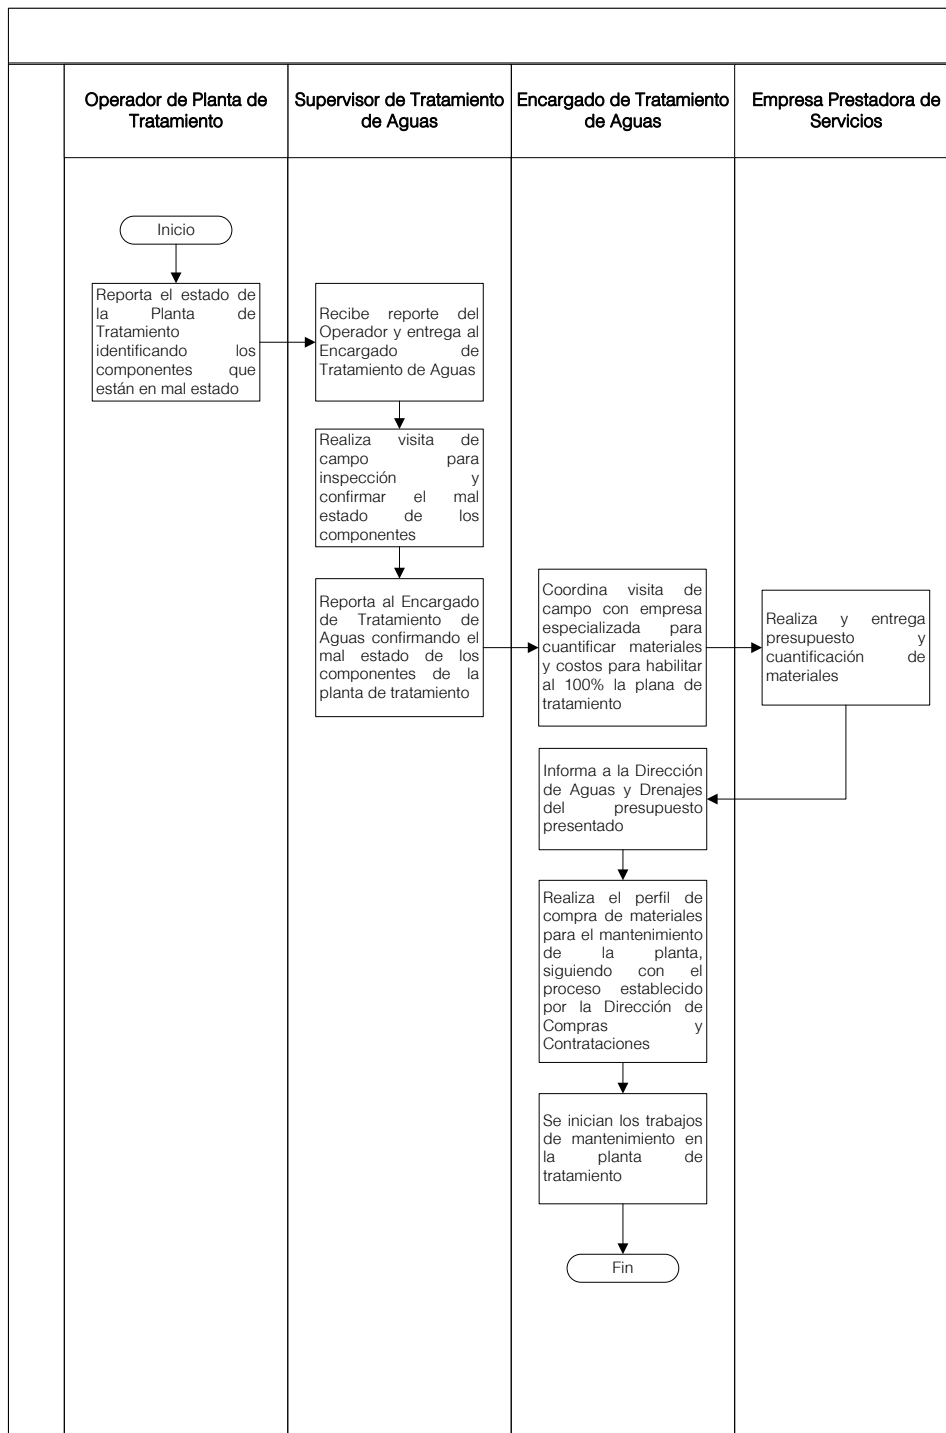 Operador de Planta de
Tratamiento
Supervisor de Tratamiento
de Aguas
Encargado de Tratamiento
de Aguas
Empresa Prestadora de
Servicios
Inicio
Reporta el estado de
la Planta de
Tratamiento
identificando los
componentes que
están en mal estado
Recibe reporte del
Operador y entrega al
Encargado de
Tratamiento de Aguas
Realiza visita de
campo para
inspección y
confirmar el mal
estado de los
componentes
Reporta al Encargado
de Tratamiento de
Aguas confirmando el
mal estado de los
componentes de la
planta de tratamiento
Coordina visita de
campo con empresa
especializada para
cuantificar materiales
y costos para habilitar
al 100% la plana de
tratamiento
Realiza y entrega
presupuesto y
cuantificación de
materiales
Informa a la Dirección
de Aguas y Drenajes
del presupuesto
presentado
Realiza el perfil de
compra de materiales
para el mantenimiento
de la planta,
siguiendo con el
proceso establecido
por la Dirección de
Compras y
Contrataciones
Se inician los trabajos
de mantenimiento en
la planta de
tratamiento
Fin